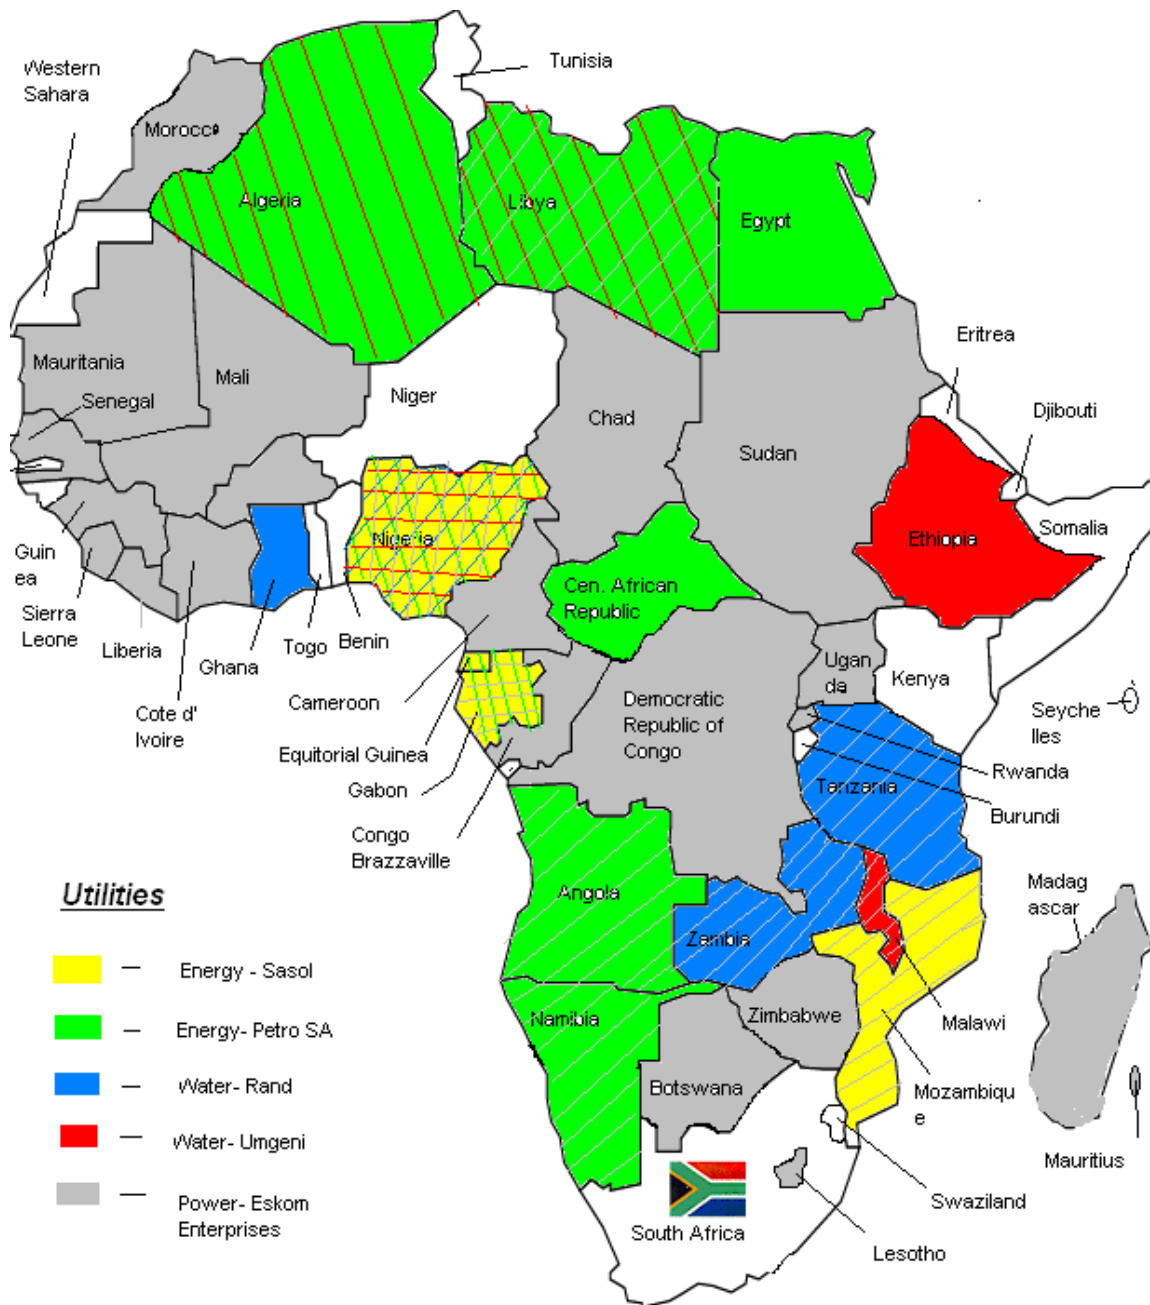 Western
Sahara
Tunisia
Morocco
Algeria
Libya
Egypt
Eritrea
Mauritania
Mali
Niger
Chad
Sudan
Djibouti
Senegal
Nigeria
Ethiopia
Somalia
Guin
ea
Sierra
Leone
Liberia
Cote d'
Ivoire
Ghana
Togo
Benin
Cen. African
Republic
Cameroon
Equitorial Guinea
Gabon
Congo
Brazzaville
Democratic
Republic of
Congo
Ugan
da
Kenya
Seyche
lles
Rwanda
Burundi
Tanzania
Angola
Zambia
Madag
ascar
Malawi
Namibia
Zimbabwe
Botswana
Mozambiqu
e
Mauritius
Swaziland
South Africa
Lesotho
Utilities
Energy - Sasol
Energy- Petro SA
Water- Rand
Water- Umgeni
Power- Eskom
Enterprises